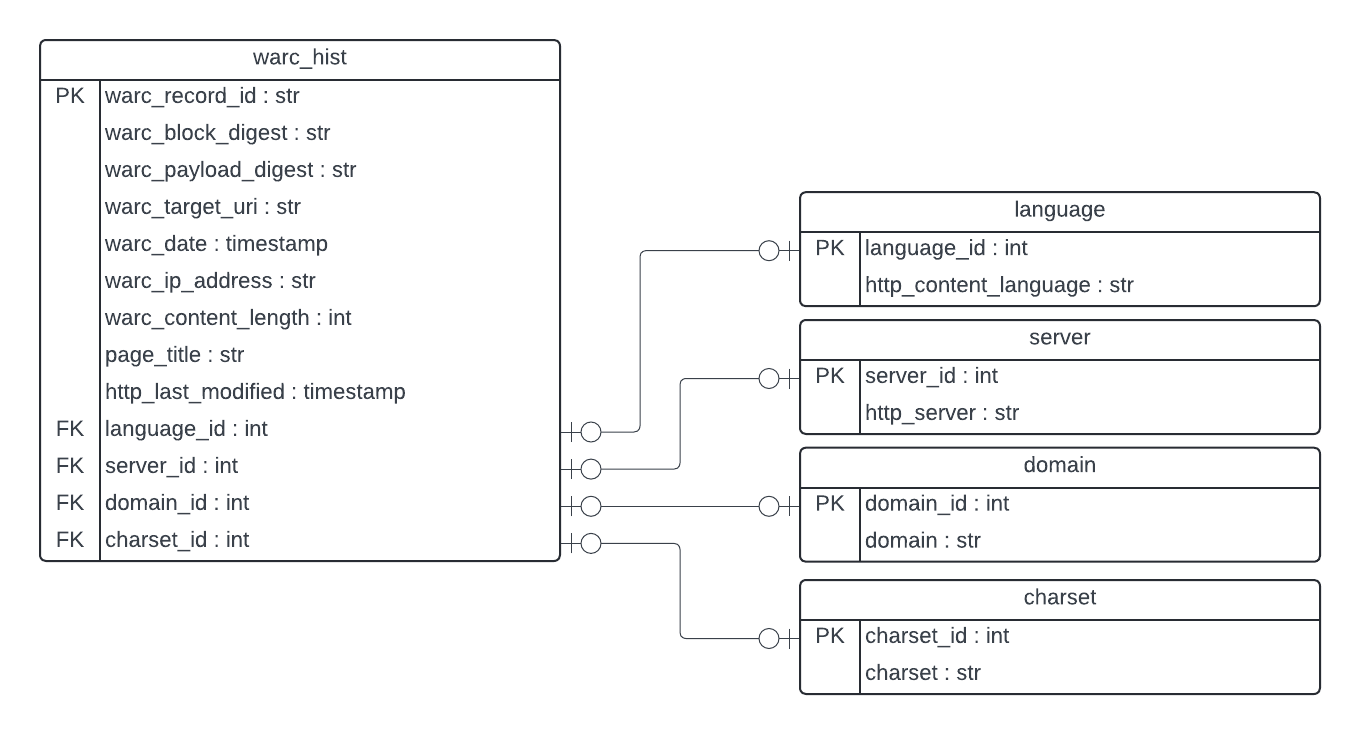 warc_hist
PK warc_record_id : str
warc_block_digest : str
warc_payload_digest : str
warc_target_uri : str
warc_date : timestamp
warc_ip_address : str
warc_content_length : int
page_title : str
http_last_modified : timestamp
FK language_id : int
FK server_id : int
FK domain_id : int
FK charset_id : int
language
PK language_id : int
http_content_language : str
server
PK server_id : int
http_server : str
domain
PK domain_id : int
domain : str
charset
PK charset_id : int
charset : str